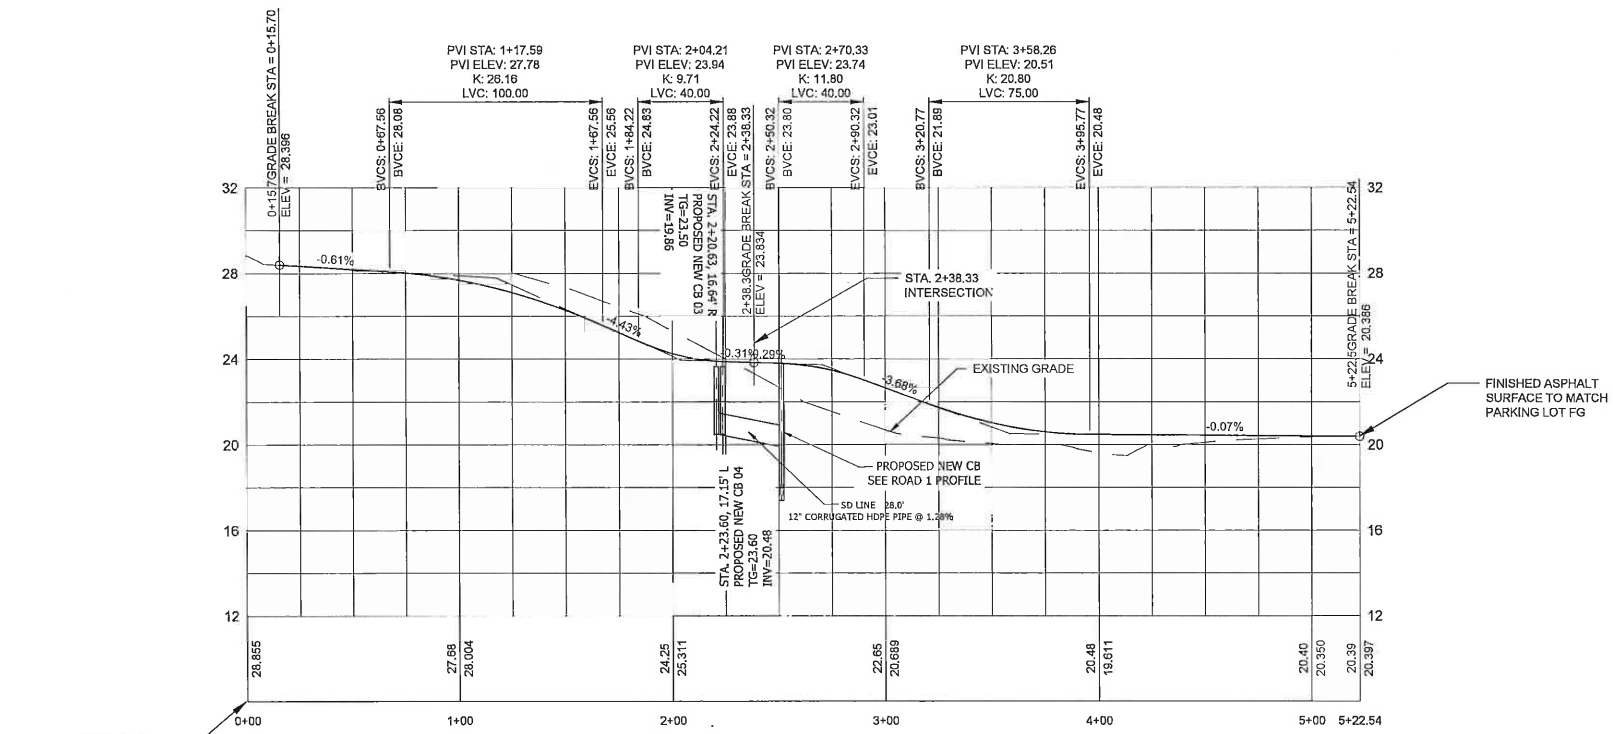 0+15.7GRADE BREAK STA = 0+15.70
ELEV = 28.396
PVI STA: 1+17.59
PVI ELEV: 27.78
K: 26.16
LVC: 100.00
PVI STA: 2+04.21
PVI ELEV: 23.94
K: 9.71
LVC: 40.00
PVI STA: 2+70.33
PVI ELEV: 23.74
K: 11.80
LVC: 40.00
PVI STA: 3+58.26
PVI ELEV: 20.51
K: 20.80
LVC: 75.00
BVCS: 0+67.56
BVCE: 28.08
EVCS: 1+67.56
EVCE: 25.56
BVCS: 1+84.22
BVCE: 24.83
EVCS: 2+24.22
EVCE: 23.88
2+38.3GRADE BREAK STA = 2+38.33
ELEV = 23.834
BVCS: 2+50.32
BVCE: 23.80
EVCS: 2+90.32
EVCE: 23.01
BVCS: 3+20.77
BVCE: 21.89
EVCS: 3+95.77
EVCE: 20.48
5+22.5GRADE BREAK STA = 5+22.54
ELEV = 20.386
STA. 2+20.63, 16.64' R
PROPOSED NEW CB 03
TG=23.50
INV=19.86
32
28
24
20
16
12
32
28
24
20
16
12
-0.61%
-4.43%
-0.31%
-0.29%
-3.68%
-0.07%
STA. 2+38.33
INTERSECTION
EXISTING GRADE
FINISHED ASPHALT
SURFACE TO MATCH
PARKING LOT FG
PROPOSED NEW CB
SEE ROAD 1 PROFILE
SD LINE 28.0'
12" CORRUGATED HDPE PIPE @ 1.28%
STA. 2+23.60, 17.15' L
PROPOSED NEW CB 04
TG=23.60
INV=20.48
28.855
27.68
28.004
24.25
25.311
22.65
20.689
20.48
19.611
20.40
20.350
20.39
20.397
0+00
1+00
2+00
3+00
4+00
5+00
5+22.54